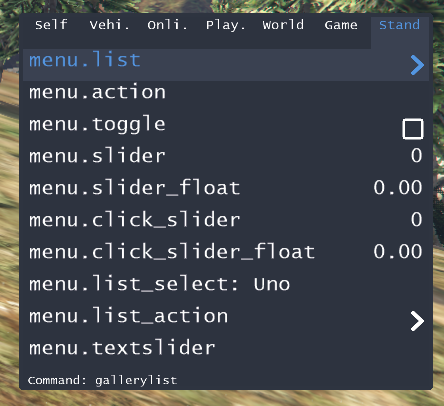 Self Vehi. Onli. Play. World Game Stand
menu.list
menu.action
menu.toggle
menu.slider 0
menu.slider_float 0.00
menu.click_slider 0
menu.click_slider_float 0.00
menu.list_select: Uno
menu.list_action
menu.textslider
Command: gallerylist